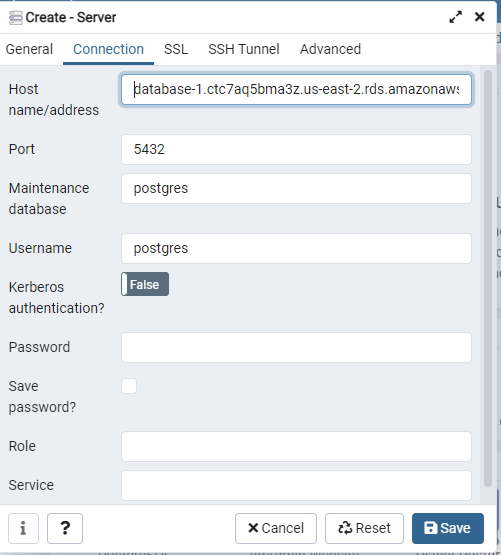 Create - Server
General Connection SSL SSH Tunnel Advanced
Host name/address
database-1.ctc7aq5bma3z.us-east-2.rds.amazonaws
Port
5432
Maintenance database
postgres
Username
postgres
Kerberos authentication?
False
Password
Save password?
Role
Service
i ? Cancel Reset Save